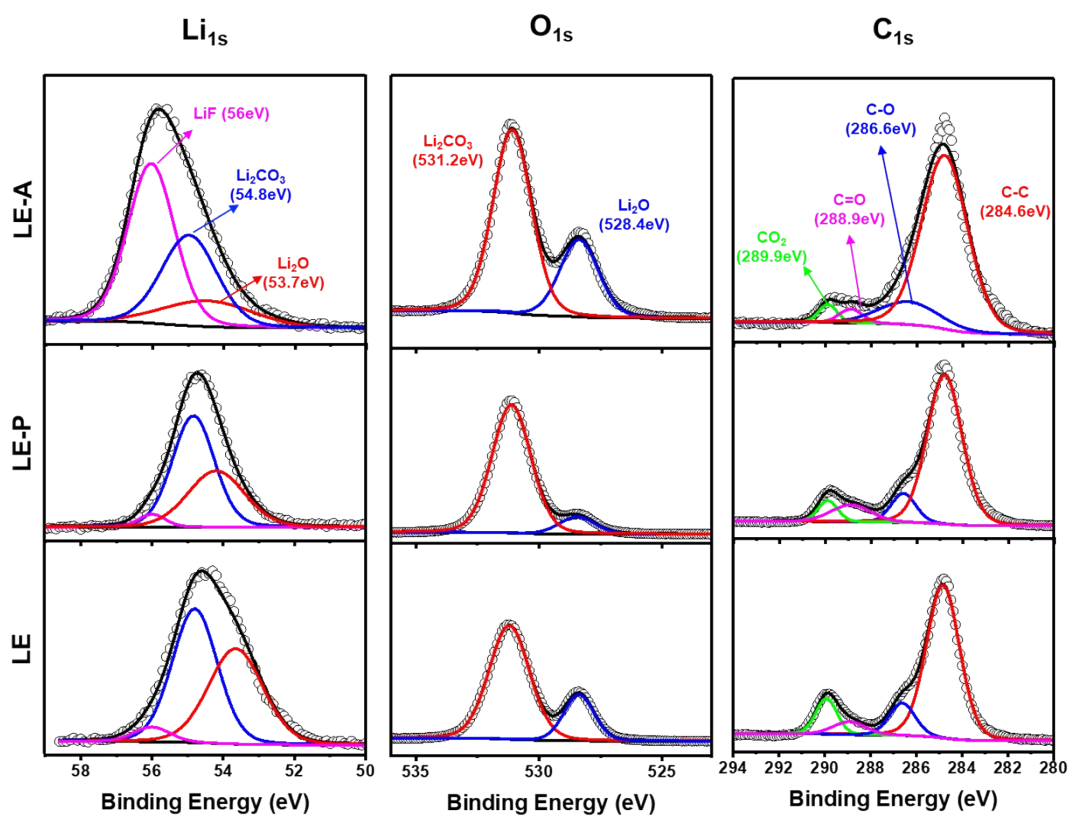 Li1s
O1s
C1s
LE-A
LiF (56eV)
Li2CO3
(54.8eV)
Li2O
(53.7eV)
Li2CO3
(531.2eV)
Li2O
(528.4eV)
C-O
(286.6eV)
C=O
(288.9eV)
CO2
(289.9eV)
C-C
(284.6eV)
LE-P
LE
58 56 54 52 50
535 530 525
294 292 290 288 286 284 282 280
Binding Energy (eV)
Binding Energy (eV)
Binding Energy (eV)